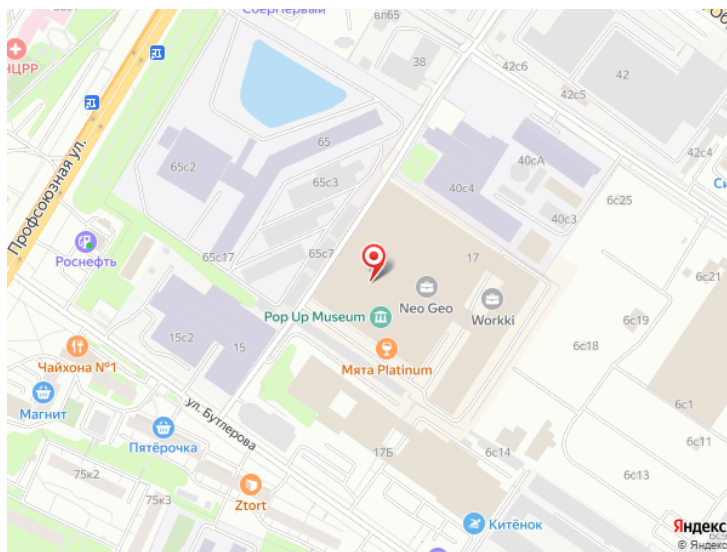 вл65
38
42с6
42
42с5
42с4
НЦРР
Профсоюзная ул.
65
65с2
65с3
40сА
40с4
40с3
6с25
65с17
65с7
17
6с21
Роснефть
Neo Geo
Workki
Pop Up Museum
6с19
15с2
15
6с18
Чайхона №1
Мята Platinum
Магнит
ул. Бутлерова
6с1
Пятёрочка
17Б
6с14
6с11
75к2
6с13
75к3
Ztort
Китёнок
Яндекс
© Яндекс